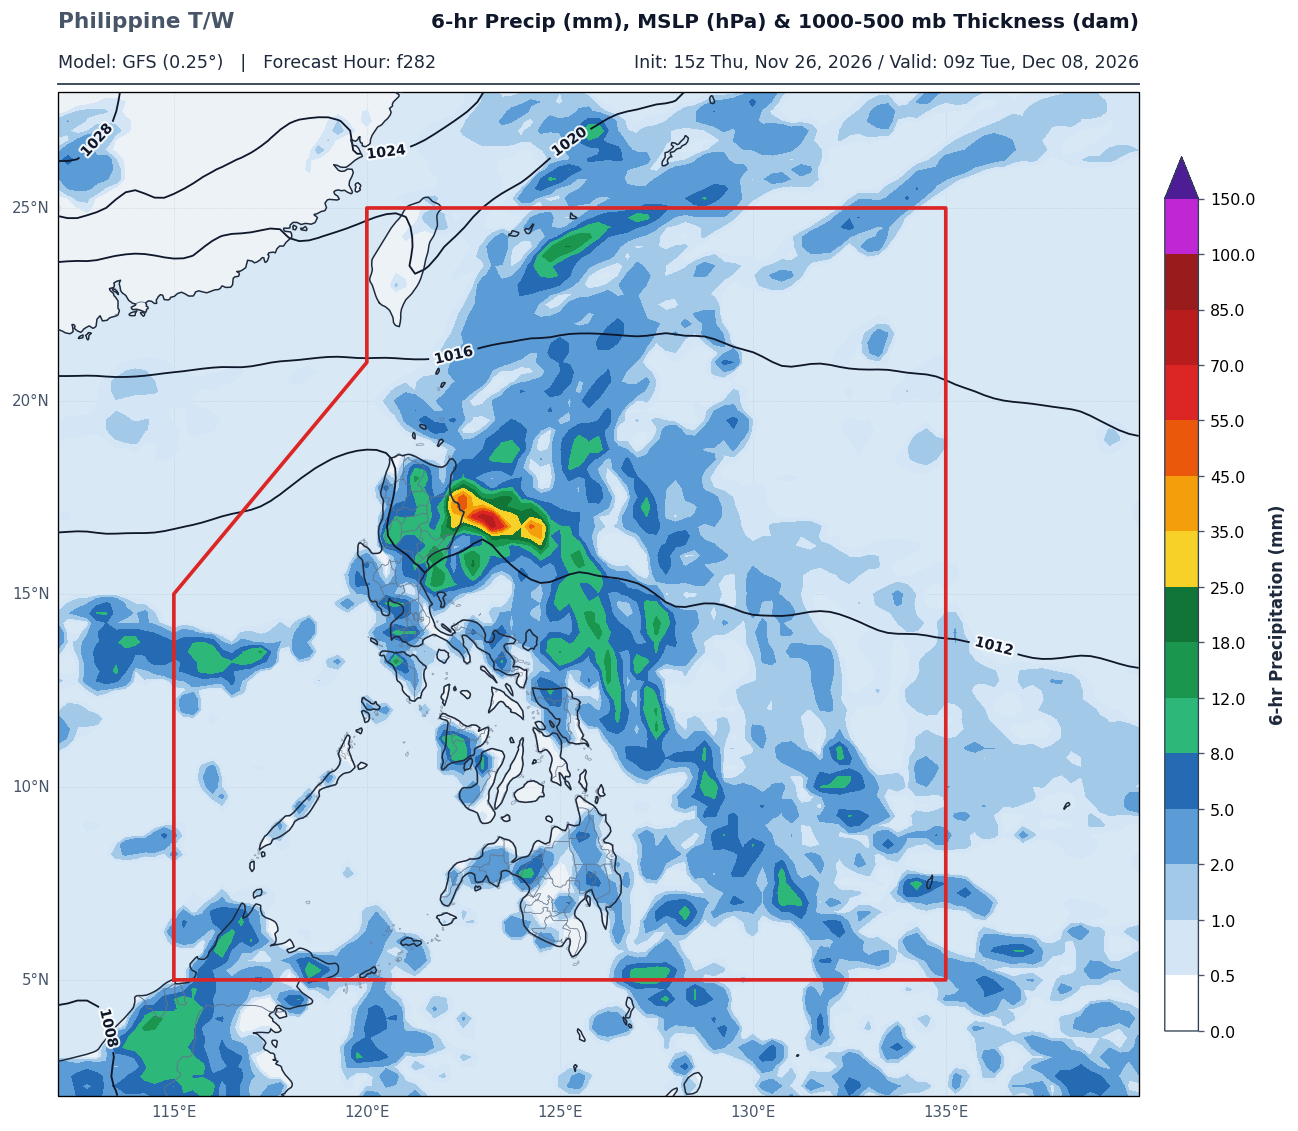 Philippine T/W
6-hr Precip (mm), MSLP (hPa) & 1000-500 mb Thickness (dam)
Model: GFS (0.25°) | Forecast Hour: f282
Init: 15z Thu, Nov 26, 2026 / Valid: 09z Tue, Dec 08, 2026
1028
1024
1020
1016
1012
1008
25°N
20°N
15°N
10°N
5°N
115°E
120°E
125°E
130°E
135°E
150.0
100.0
85.0
70.0
55.0
45.0
35.0
25.0
18.0
12.0
8.0
5.0
2.0
1.0
0.5
0.0
6-hr Precipitation (mm)